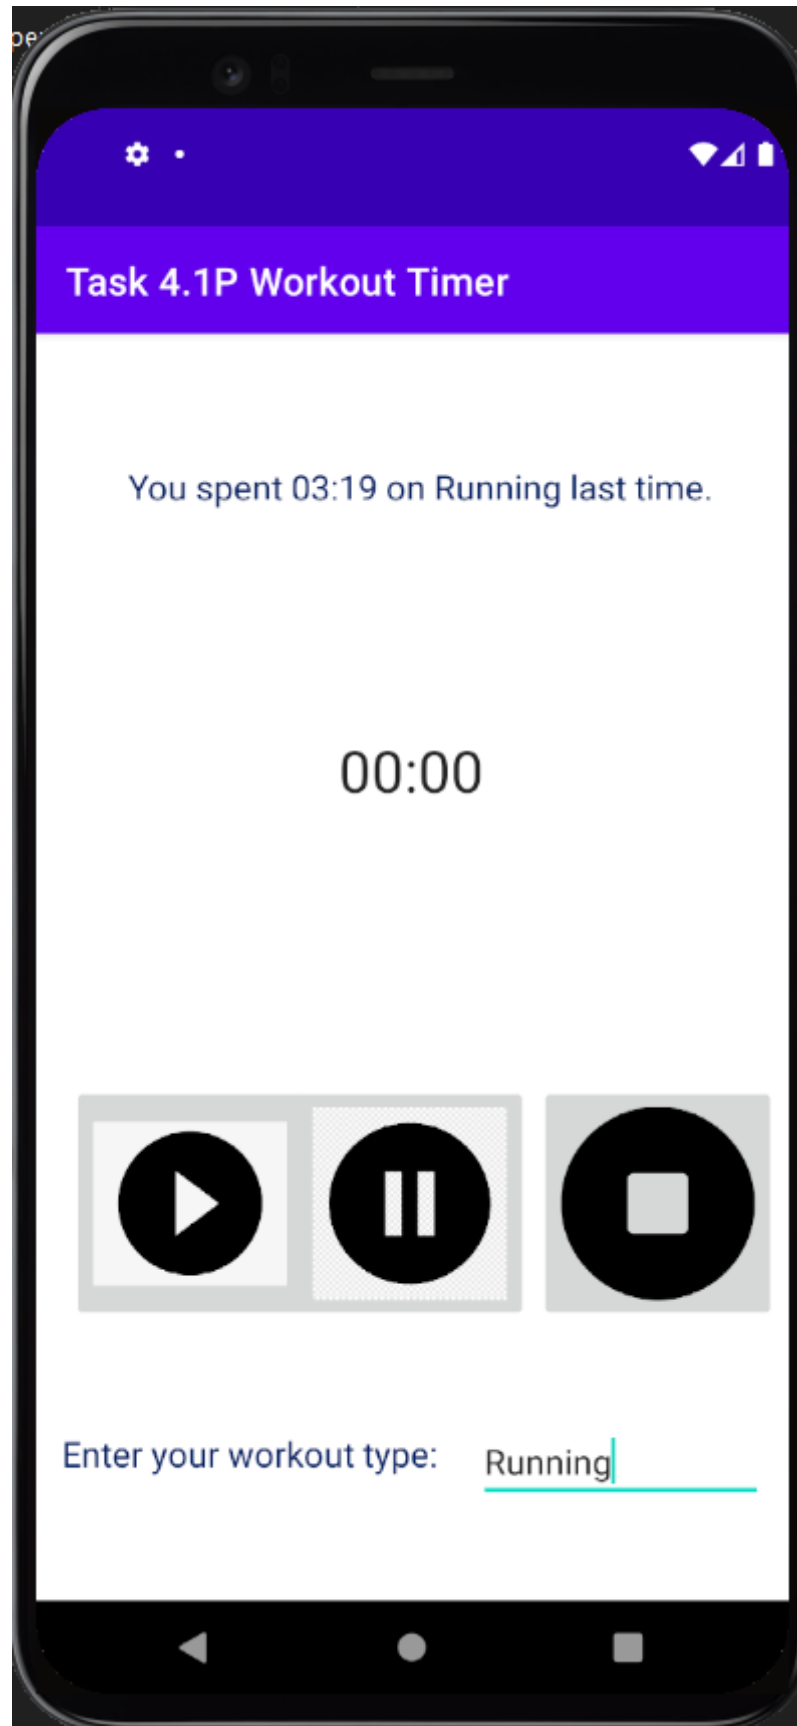 Task 4.1P Workout Timer
You spent 03:19 on Running last time.
00:00
Enter your workout type:
Running